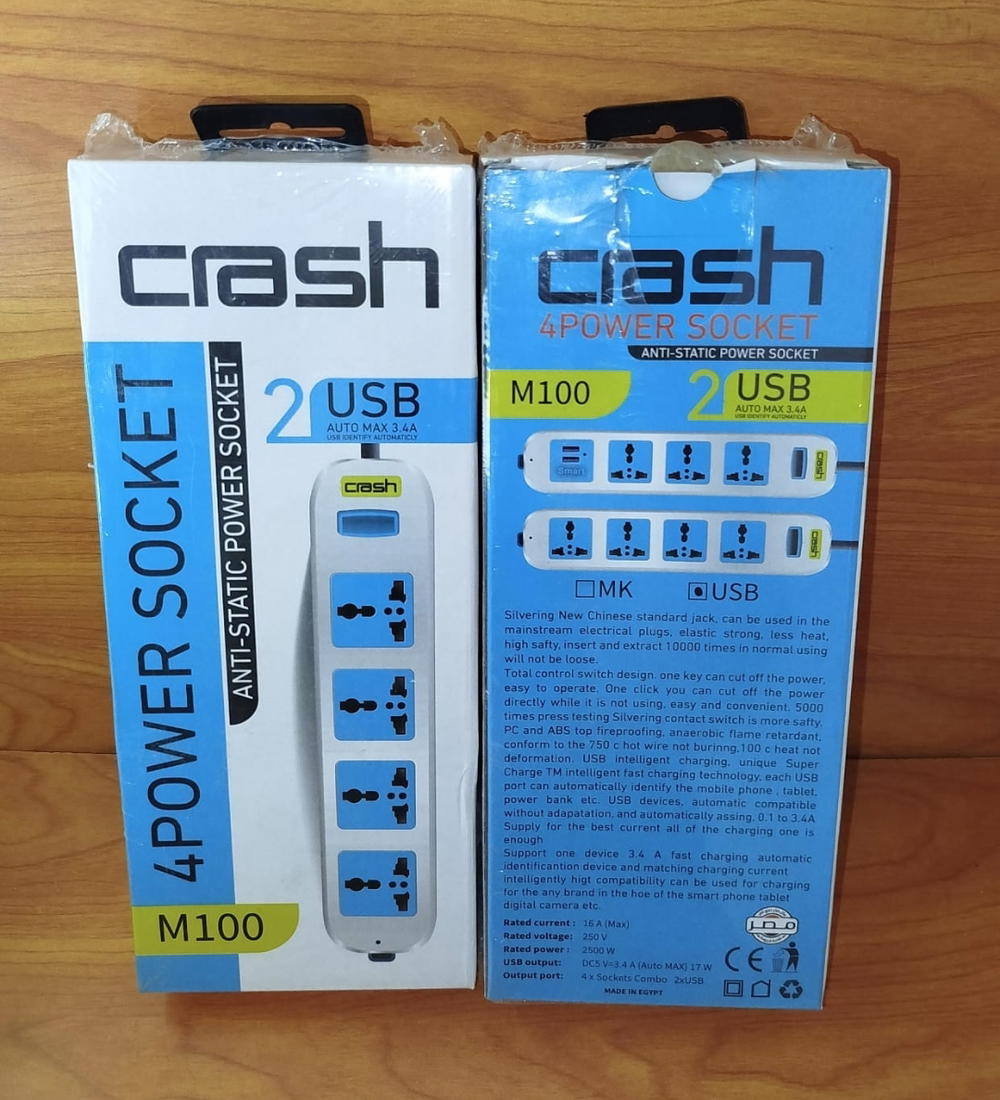 crash
4POWER SOCKET
ANTI-STATIC POWER SOCKET
2 USB
AUTO MAX 3.4A
USB IDENTIFY AUTOMATICLY
crash
M100
crash
4POWER SOCKET
ANTI-STATIC POWER SOCKET
M100
2 USB
AUTO MAX 3.4A
USB IDENTIFY AUTOMATICLY
Smart
crash
crash
MK
USB
Silvering New Chinese standard jack, can be used in the
mainstream electrical plugs, elastic strong, less heat,
high safty, insert and extract 10000 times in normal using
will not be loose.
Total control switch design. one key can cut off the power,
easy to operate. One click you can cut off the power
directly while it is not using, easy and convenient. 5000
times press testing Silvering contact switch is more safty.
PC and ABS top fireproofing, anaerobic flame retardant,
conform to the 750 c hot wire not burinng,100 c heat not
deformation. USB intelligent charging, unique Super
Charge TM intelligent fast charging technology, each USB
port can automatically identify the mobile phone , tablet,
power bank etc. USB devices, automatic compatible
without adapatation, and automatically assing, 0.1 to 3.4A
Supply for the best current all of the charging one is
enough
Support one device 3.4 A fast charging automatic
identificantion device and matching charging current
intelligently higt compatibility can be used for charging
for the any brand in the hoe of the smart phone tablet
digital camera etc.
Rated current : 16 A (Max)
Rated voltage: 250 V
Rated power : 2500 W
USB output: DC5 V=3.4 A (Auto MAX) 17 W
Output port: 4 x Sockets Combo 2xUSB
MADE IN EGYPT
مصر
CE